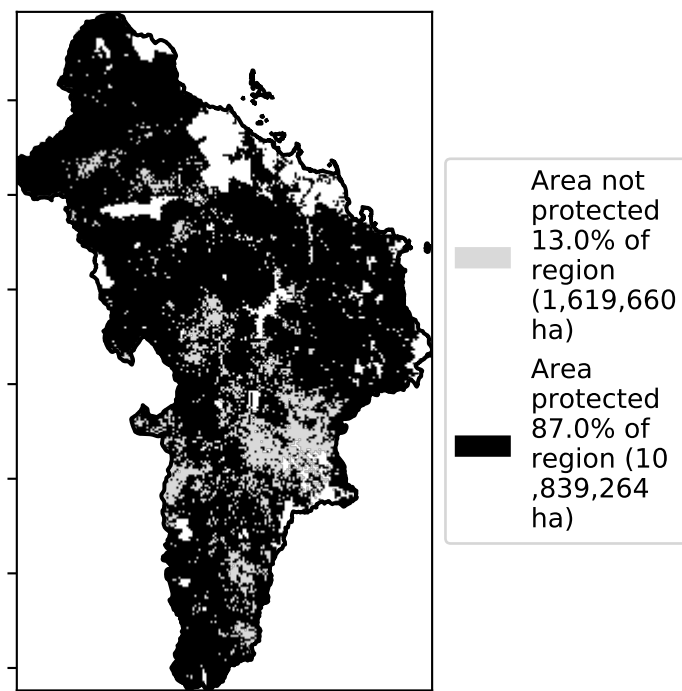 Area not
protected
13.0% of
region
(1,619,660
ha)
Area
protected
87.0% of
region (10
,839,264
ha)